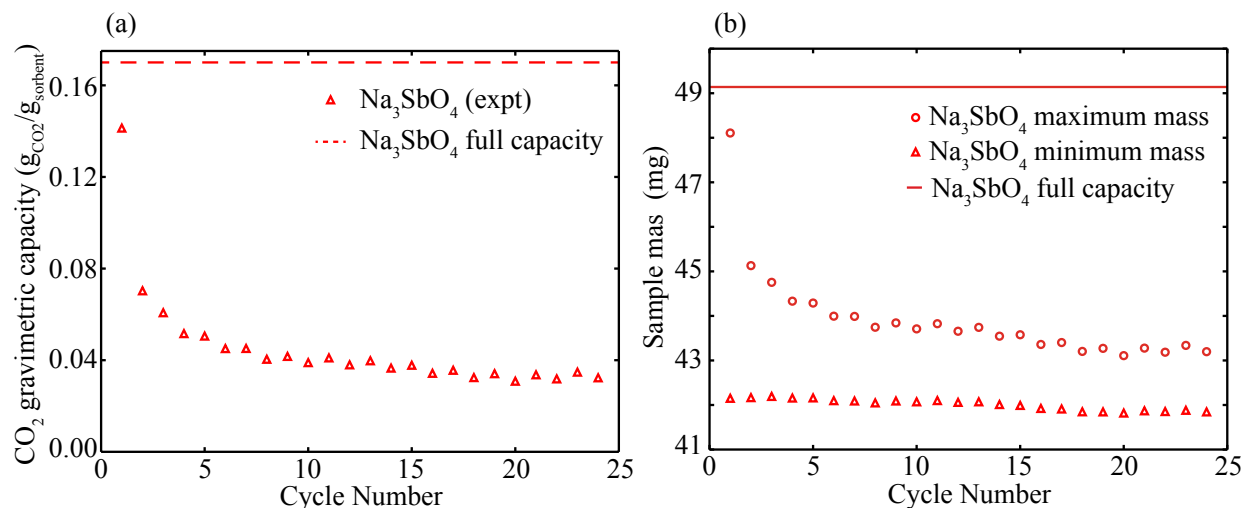 (a)
CO₂ gravimetric capacity (g_CO2/g_sorbent)
0.16
0.12
0.08
0.04
0.00
Na₃SbO₄ (expt)
Na₃SbO₄ full capacity
0 5 10 15 20 25
Cycle Number
(b)
Sample mas (mg)
49
47
45
43
41
Na₃SbO₄ maximum mass
Na₃SbO₄ minimum mass
Na₃SbO₄ full capacity
0 5 10 15 20 25
Cycle Number